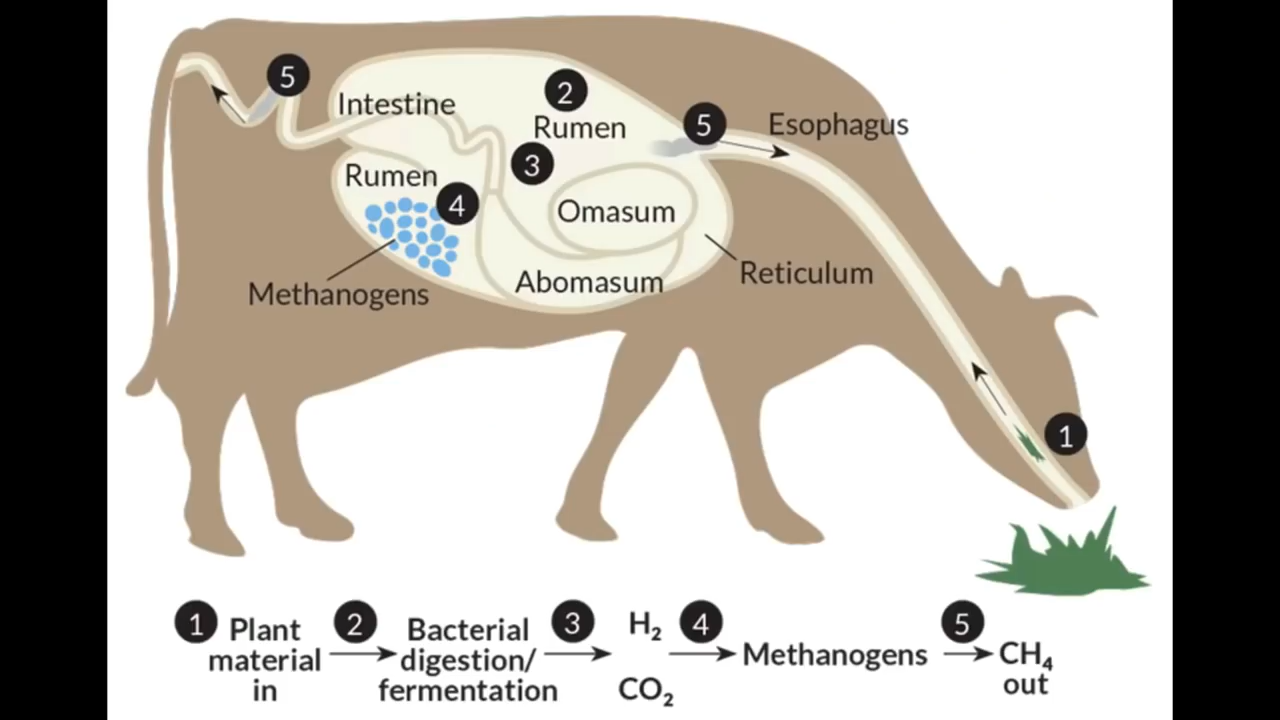 5
2
5
Esophagus
Intestine
Rumen
3
Rumen
4
Omasum
Reticulum
Abomasum
Methanogens
1
1 Plant material in
2 Bacterial digestion/ fermentation
3 H₂ CO₂
4 Methanogens
5 CH₄ out